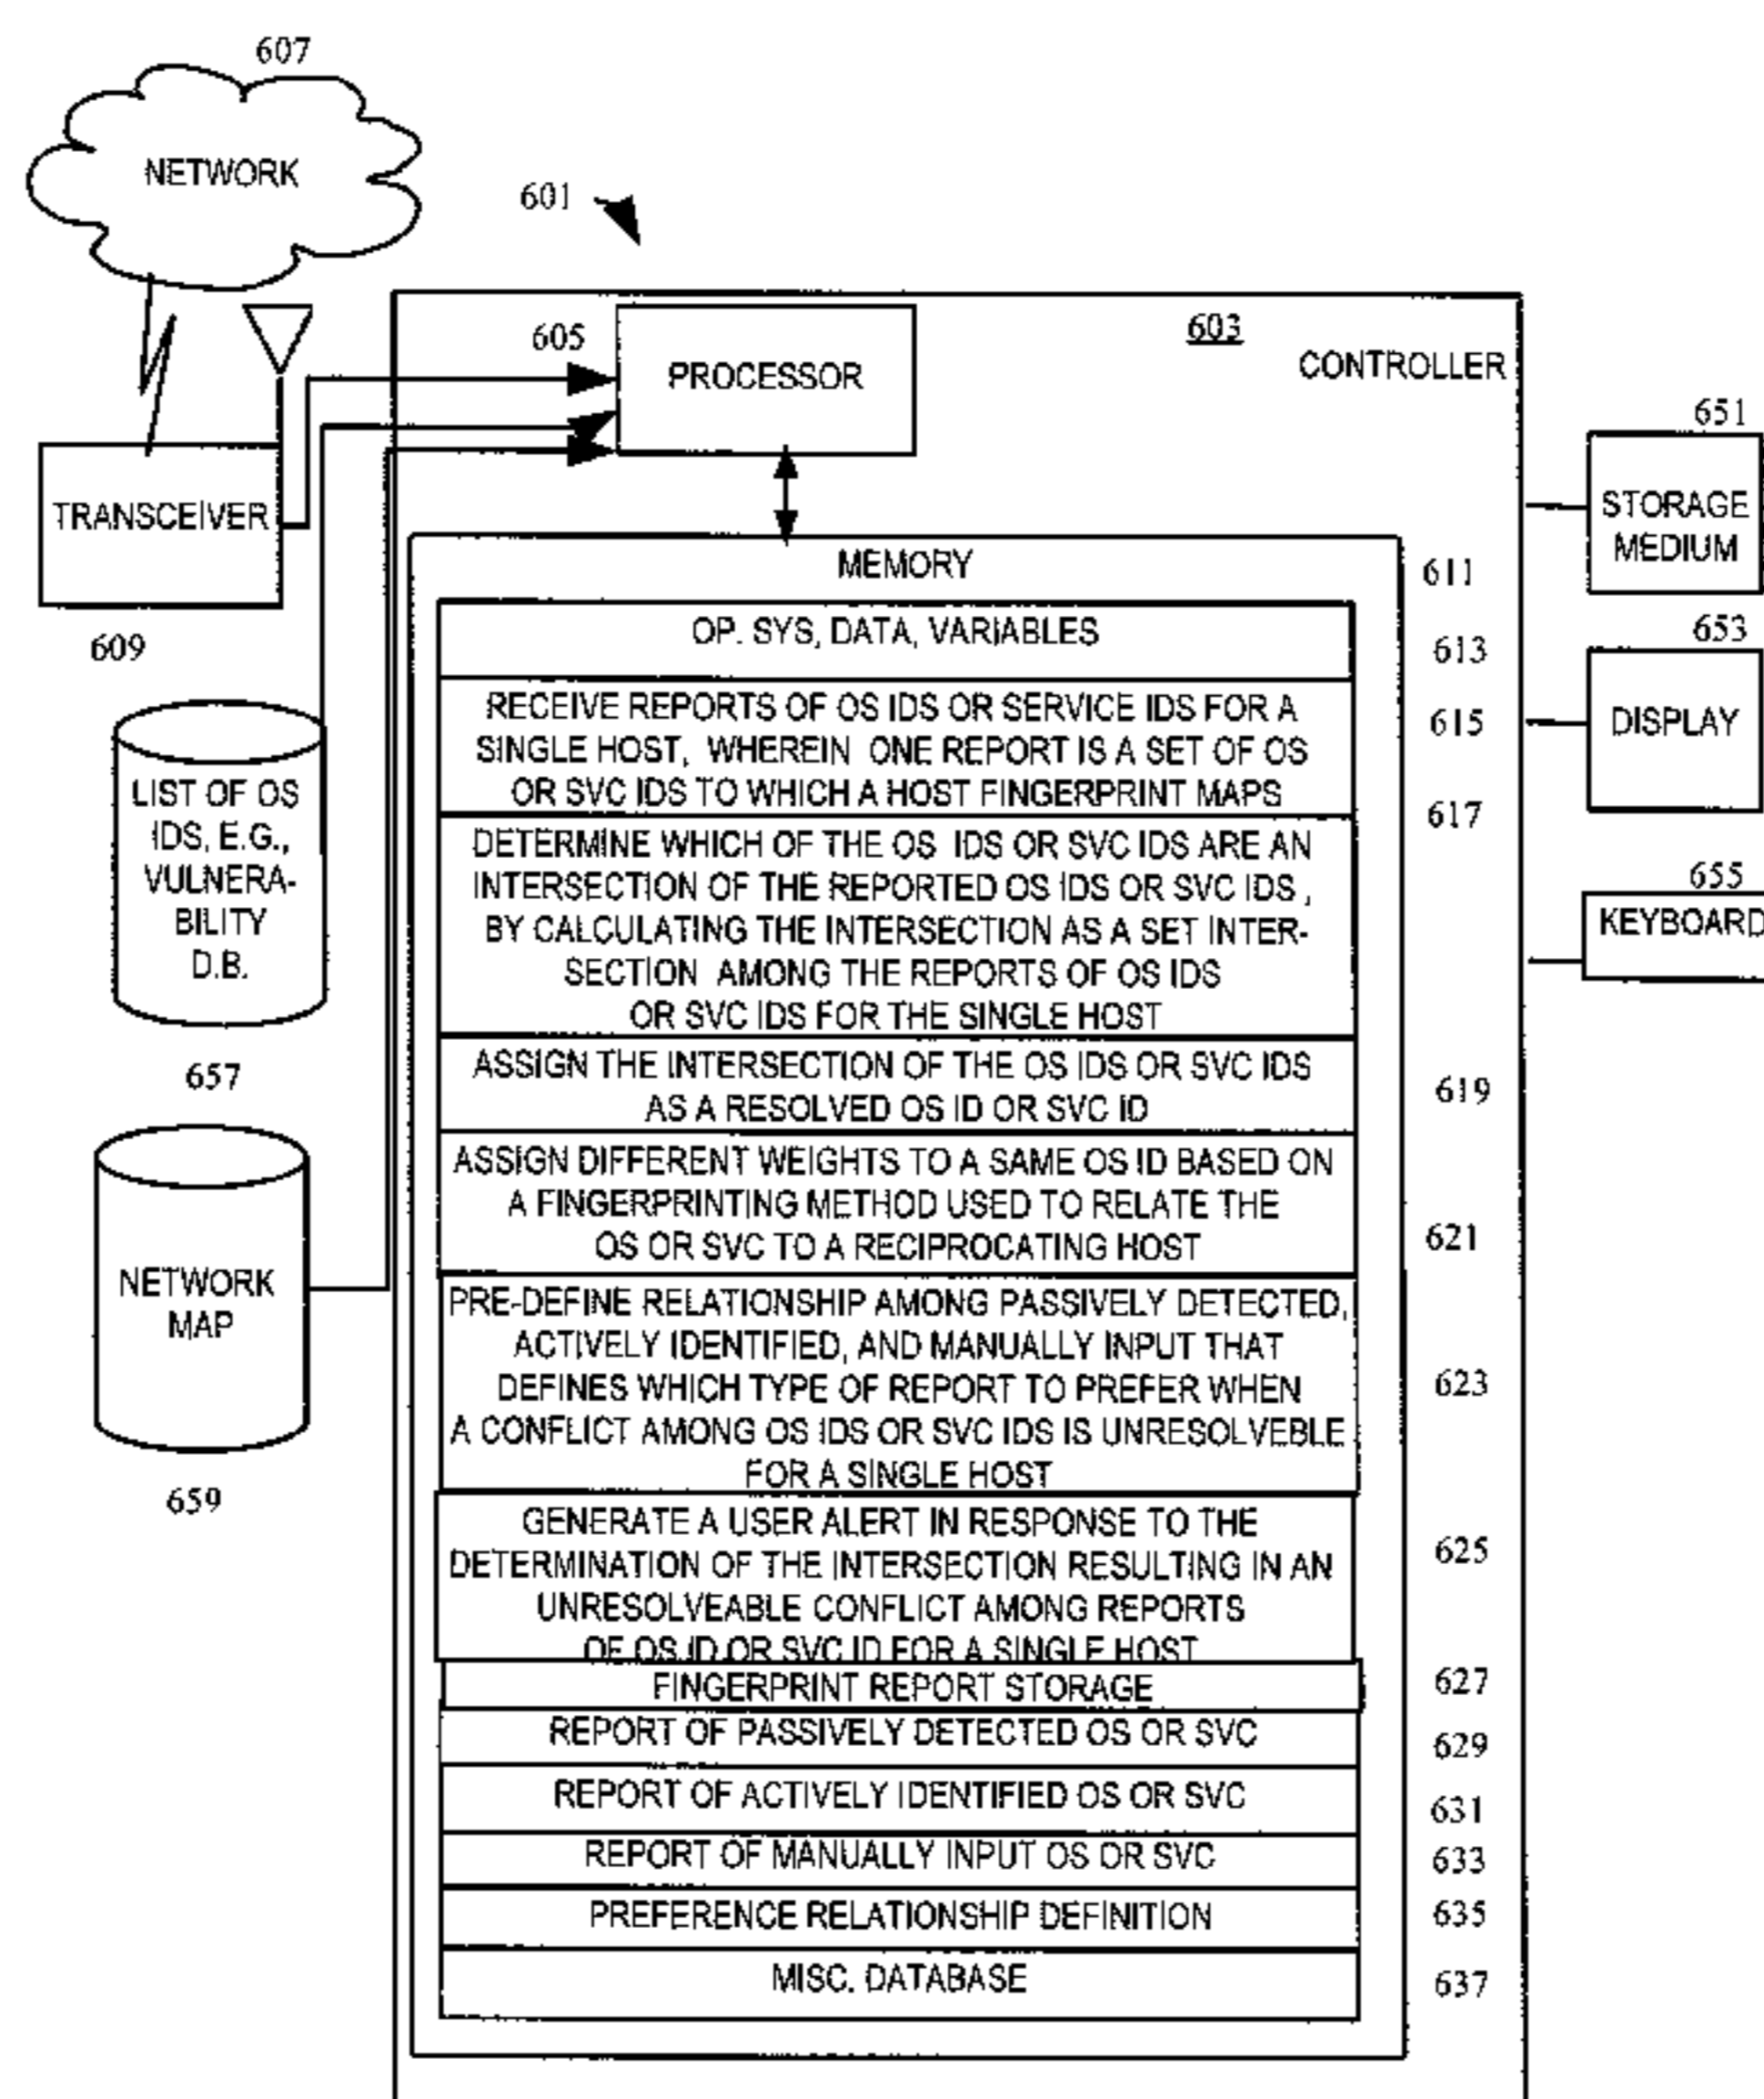 607
NETWORK
601
605
PROCESSOR
603
CONTROLLER
651
STORAGE
MEDIUM
TRANSCEIVER
609
MEMORY
611
OP. SYS, DATA, VARIABLES
613
653
DISPLAY
RECEIVE REPORTS OF OS IDS OR SERVICE IDS FOR A
SINGLE HOST, WHEREIN ONE REPORT IS A SET OF OS
OR SVC IDS TO WHICH A HOST FINGERPRINT MAPS
615
LIST OF OS
IDS, E.G.,
VULNERA-
BILITY
D.B.
657
617
DETERMINE WHICH OF THE OS IDS OR SVC IDS ARE AN
INTERSECTION OF THE REPORTED OS IDS OR SVC IDS ,
BY CALCULATING THE INTERSECTION AS A SET INTER-
SECTION AMONG THE REPORTS OF OS IDS
OR SVC IDS FOR THE SINGLE HOST
655
KEYBOARD
ASSIGN THE INTERSECTION OF THE OS IDS OR SVC IDS
AS A RESOLVED OS ID OR SVC ID
619
ASSIGN DIFFERENT WEIGHTS TO A SAME OS ID BASED ON
A FINGERPRINTING METHOD USED TO RELATE THE
OS OR SVC TO A RECIPROCATING HOST
621
NETWORK
MAP
659
PRE-DEFINE RELATIONSHIP AMONG PASSIVELY DETECTED,
ACTIVELY IDENTIFIED, AND MANUALLY INPUT THAT
DEFINES WHICH TYPE OF REPORT TO PREFER WHEN
A CONFLICT AMONG OS IDS OR SVC IDS IS UNRESOLVEBLE
FOR A SINGLE HOST
623
GENERATE A USER ALERT IN RESPONSE TO THE
DETERMINATION OF THE INTERSECTION RESULTING IN AN
UNRESOLVEABLE CONFLICT AMONG REPORTS
OF OS ID OR SVC ID FOR A SINGLE HOST
625
FINGERPRINT REPORT STORAGE
627
REPORT OF PASSIVELY DETECTED OS OR SVC
629
REPORT OF ACTIVELY IDENTIFIED OS OR SVC
631
REPORT OF MANUALLY INPUT OS OR SVC
633
PREFERENCE RELATIONSHIP DEFINITION
635
MISC. DATABASE
637